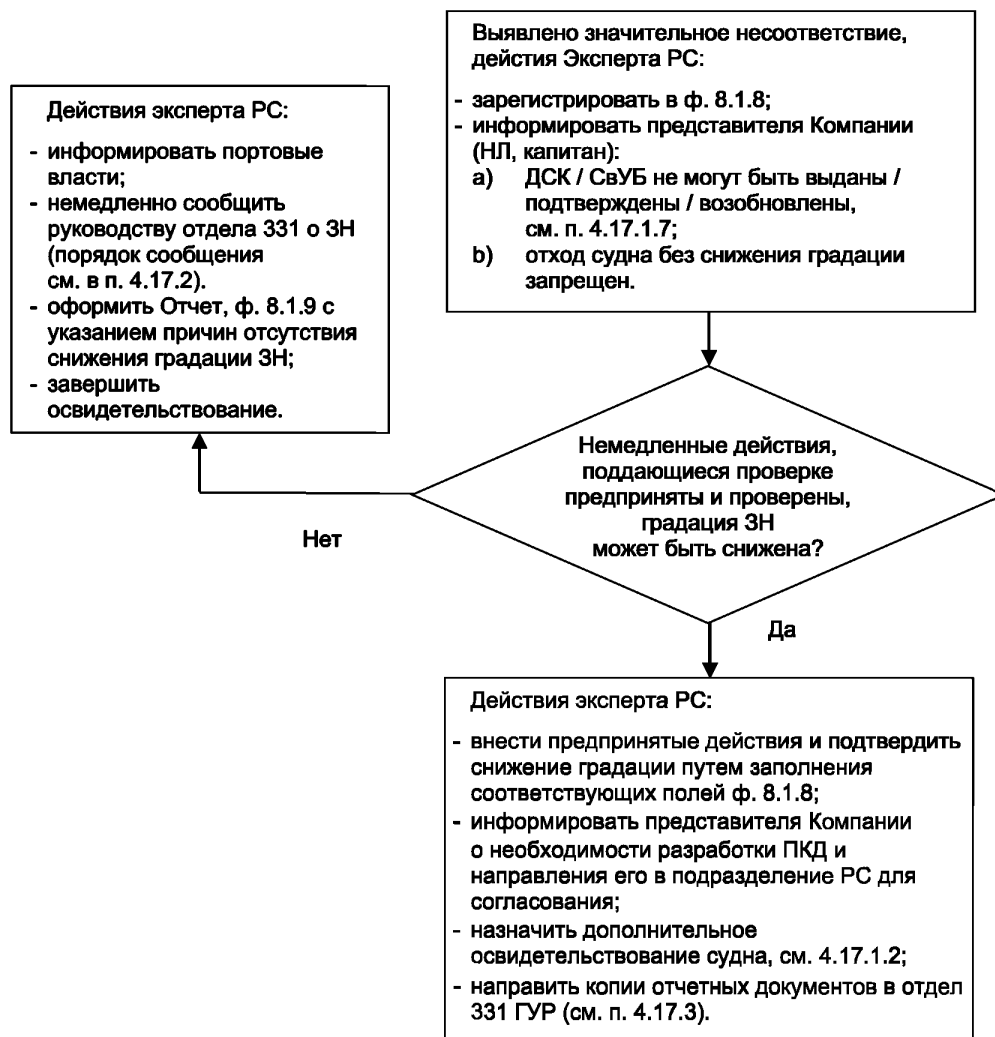 Выявлено значительное несоответствие,
дейстия Эксперта РС:
- зарегистрировать в ф. 8.1.8;
- информировать представителя Компании
(НЛ, капитан):
a) ДСК / СвУБ не могут быть выданы /
подтверждены / возобновлены,
см. п. 4.17.1.7;
b) отход судна без снижения градации
запрещен.
Действия эксперта РС:
- информировать портовые
власти;
- немедленно сообщить
руководству отдела 331 о ЗН
(порядок сообщения
см. в п. 4.17.2).
- оформить Отчет, ф. 8.1.9 с
указанием причин отсутствия
снижения градации ЗН;
- завершить
освидетельствование.
Немедленные действия,
поддающиеся проверке
предприняты и проверены,
градация ЗН
может быть снижена?
Нет
Да
Действия эксперта РС:
- внести предпринятые действия и подтвердить
снижение градации путем заполнения
соответствующих полей ф. 8.1.8;
- информировать представителя Компании
о необходимости разработки ПКД и
направления его в подразделение РС для
согласования;
- назначить дополнительное
освидетельствование судна, см. 4.17.1.2;
- направить копии отчетных документов в отдел
331 ГУР (см. п. 4.17.3).